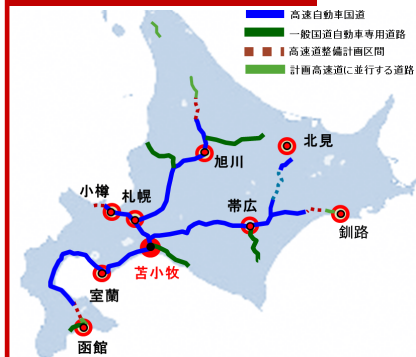 高速自動車国道
一般国道自動車専用道路
高速道整備計画区間
計画高速道に並行する道路
北見
旭川
小樽
札幌
帯広
釧路
苫小牧
室蘭
函館